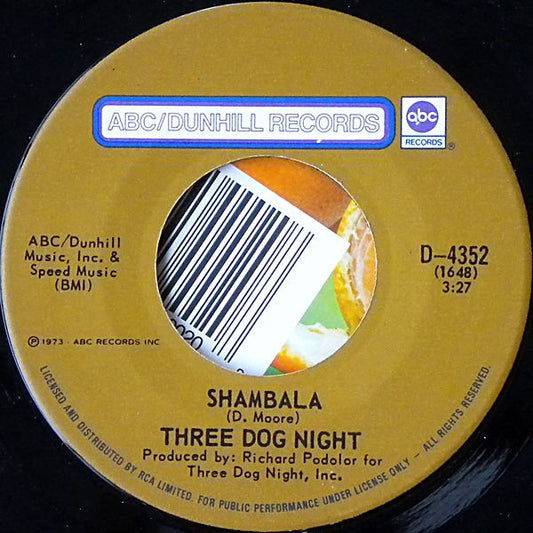 ABC/DUNHILL RECORDS
abc
RECORDS
®
ABC/Dunhill
Music, Inc. &
Speed Music
(BMI)
D-4352
(1648)
3:27
℗ 1973 · ABC RECORDS INC
020
SHAMBALA
(D. Moore)
THREE DOG NIGHT
Produced by: Richard Podolor for
Three Dog Night, Inc.
LICENSED AND DISTRIBUTED BY RCA LIMITED. FOR PUBLIC PERFORMANCE UNDER LICENSE ONLY – ALL RIGHTS RESERVED.